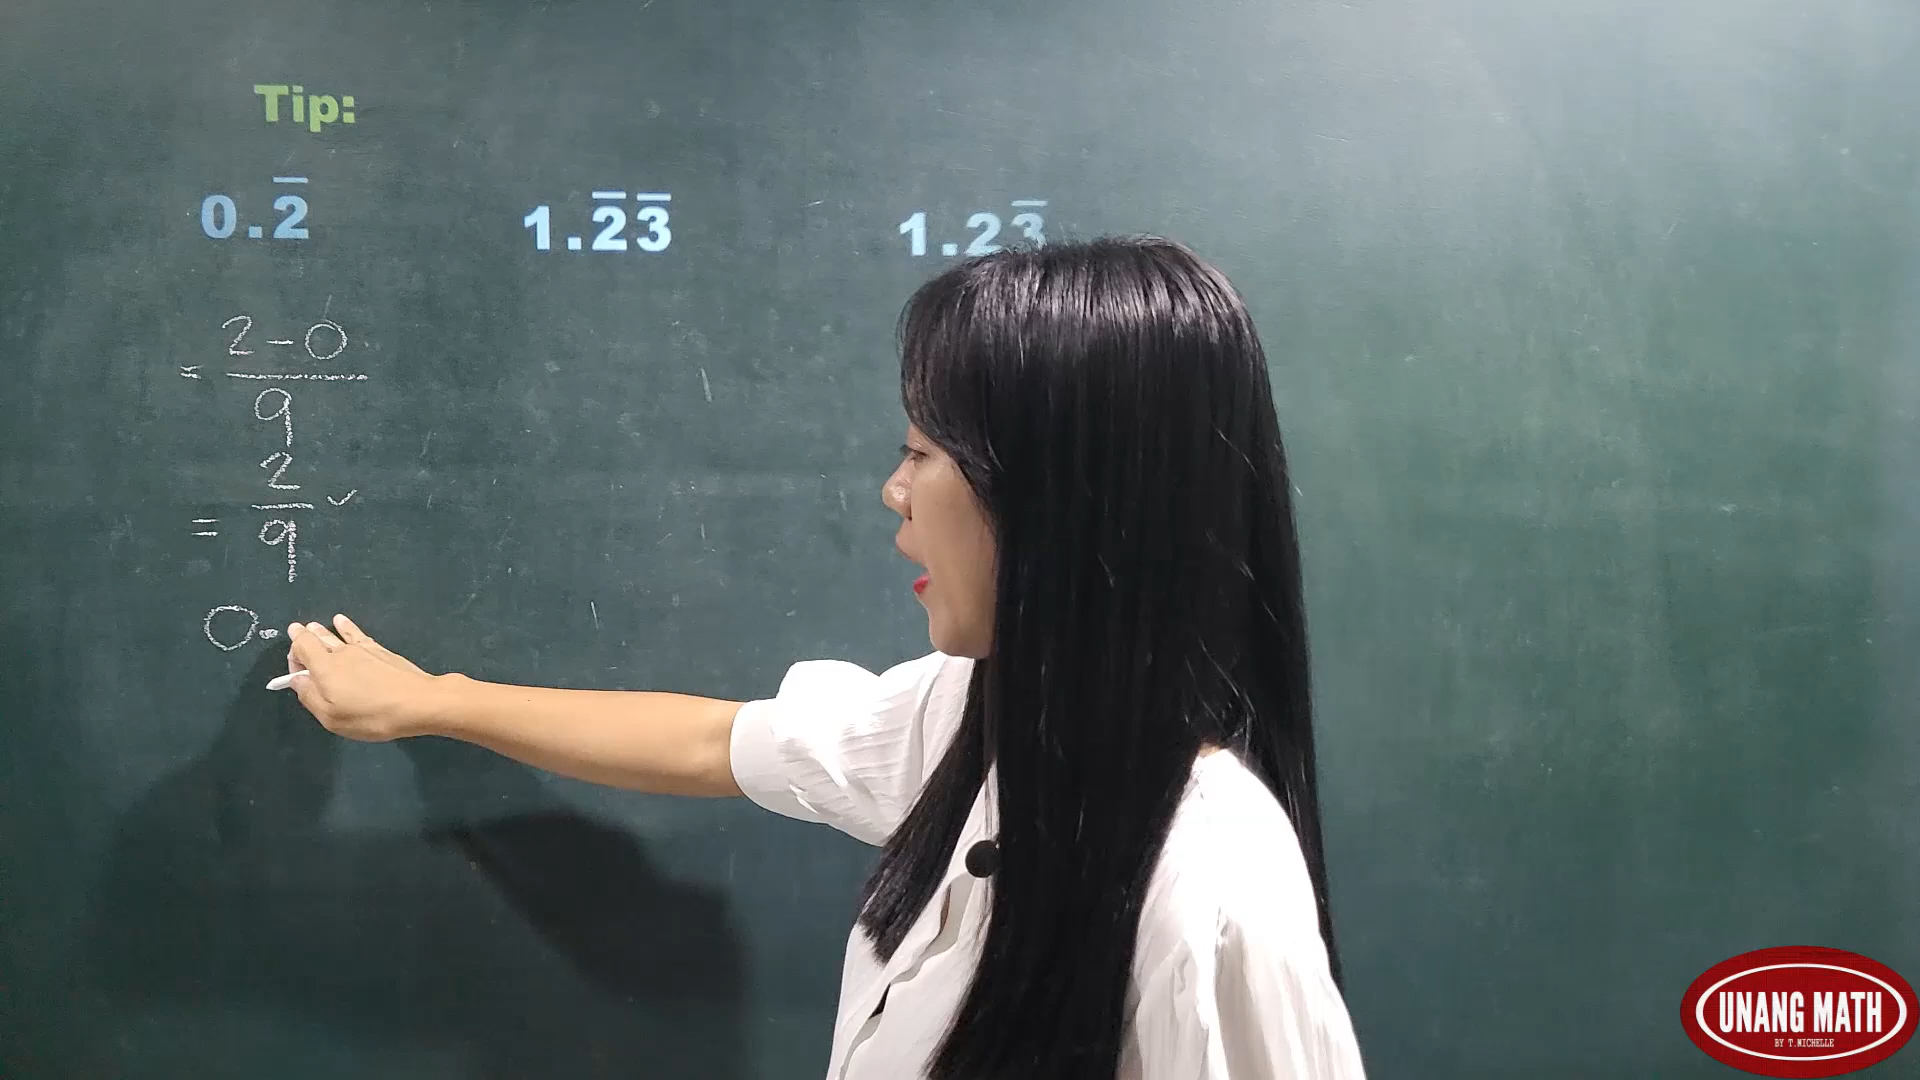 Tip:
0.2̅ 1.2̅3̅ 1.23̅
= 2-0
9
= 2 ✓
9
0.
UNANG MATH
BY T.MICHELLE